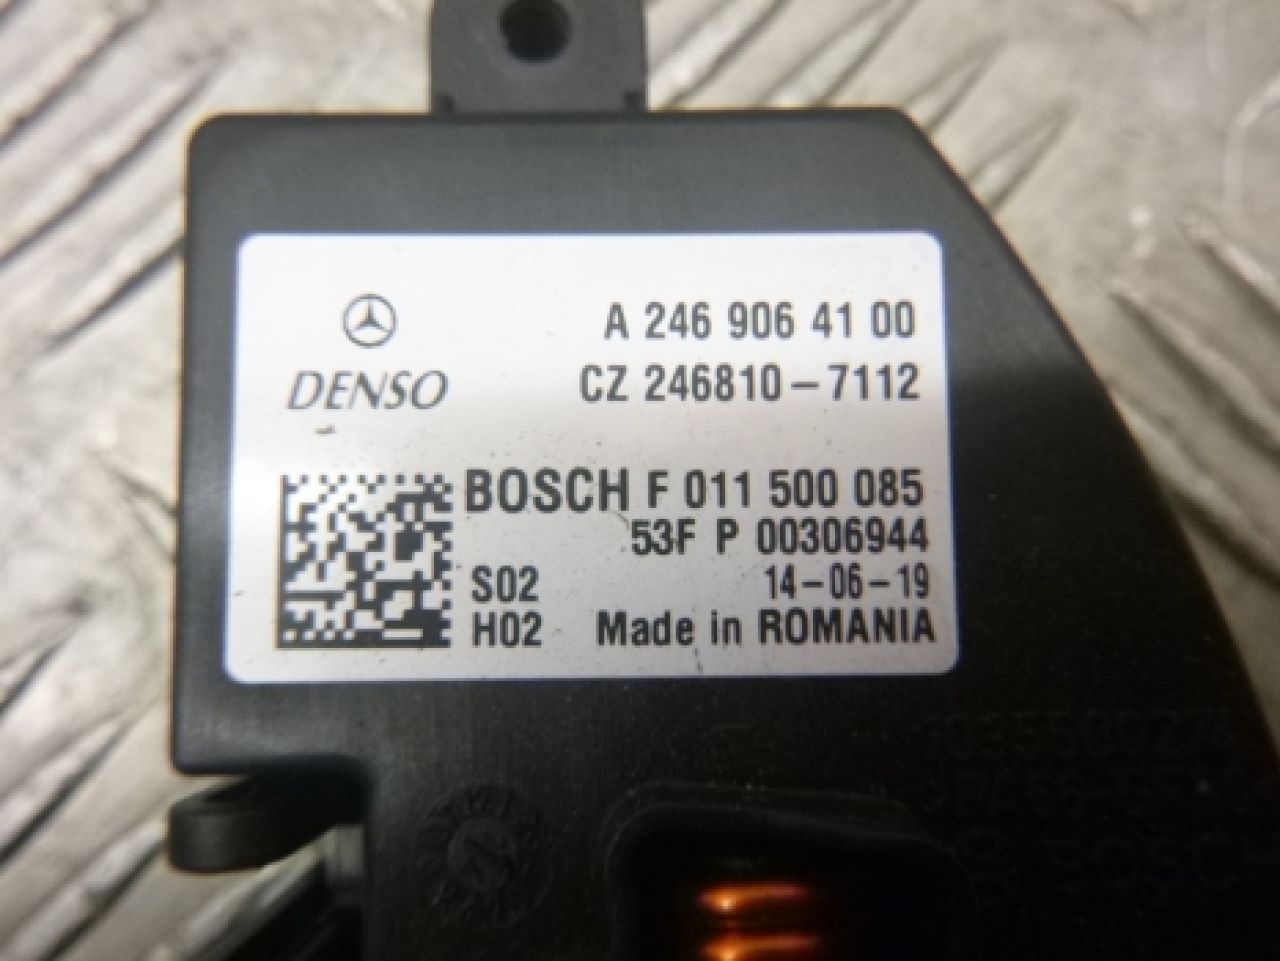 A 246 906 41 00
DENSO CZ 246810-7112
BOSCH F 011 500 085
53F P 00306944
S02 14-06-19
H02 Made in ROMANIA